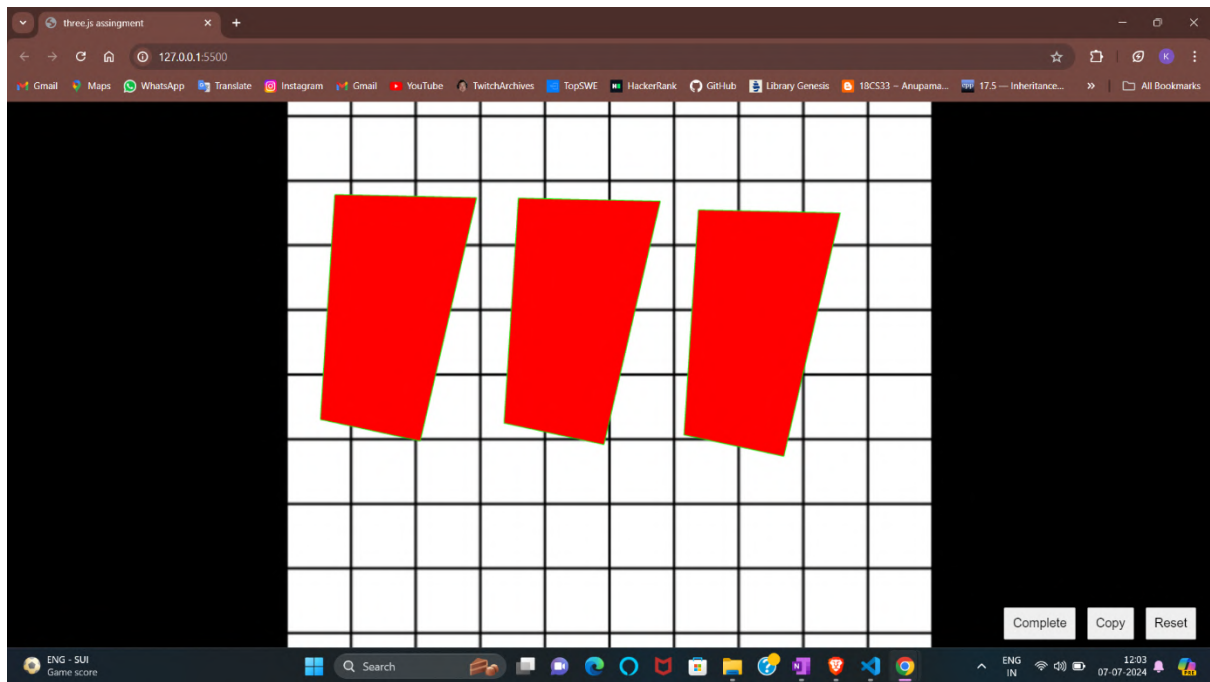 three.js assingment
127.0.0.1:5500
K
Gmail Maps WhatsApp Translate Instagram Gmail YouTube TwitchArchives TopSWE HackerRank GitHub Library Genesis 18CS33 – Anupama... 17.5 — Inheritance... » All Bookmarks
Complete Copy Reset
ENG - SUI
Game score
Search
ENG
IN
12:03
07-07-2024